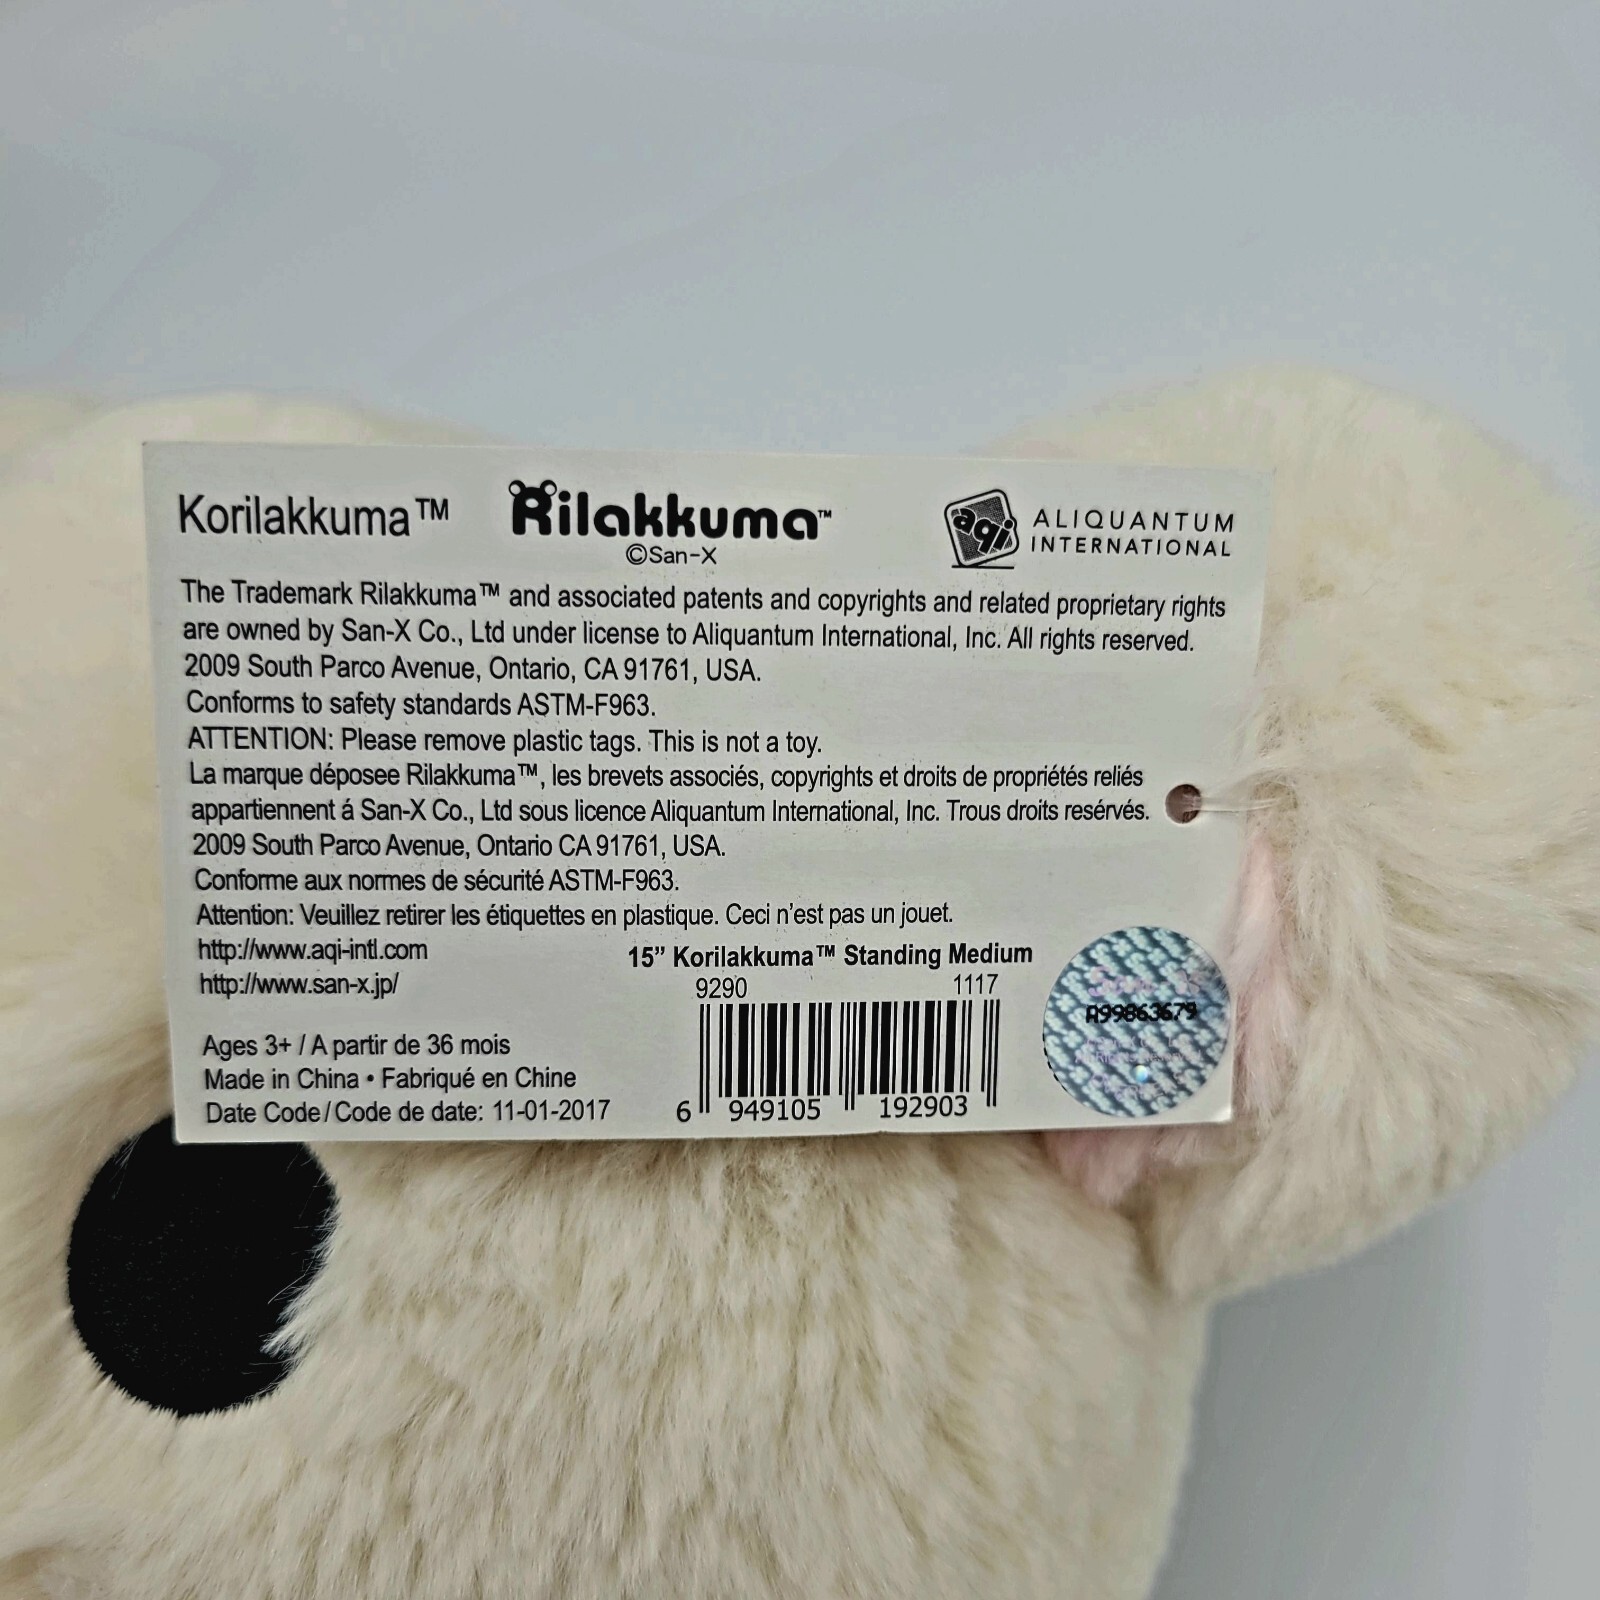 Korilakkuma™ Rilakkuma™ aqi ALIQUANTUM
©San-X INTERNATIONAL
The Trademark Rilakkuma™ and associated patents and copyrights and related proprietary rights
are owned by San-X Co., Ltd under license to Aliquantum International, Inc. All rights reserved.
2009 South Parco Avenue, Ontario, CA 91761, USA.
Conforms to safety standards ASTM-F963.
ATTENTION: Please remove plastic tags. This is not a toy.
La marque déposee Rilakkuma™, les brevets associés, copyrights et droits de propriétés reliés
appartiennent á San-X Co., Ltd sous licence Aliquantum International, Inc. Trous droits resérvés.
2009 South Parco Avenue, Ontario CA 91761, USA.
Conforme aux normes de sécurité ASTM-F963.
Attention: Veuillez retirer les étiquettes en plastique. Ceci n'est pas un jouet.
http://www.aqi-intl.com
http://www.san-x.jp/
15” Korilakkuma™ Standing Medium
9290 1117
A99863679
Ages 3+ / A partir de 36 mois
Made in China • Fabriqué en Chine
Date Code/Code de date: 11-01-2017
6 949105 192903